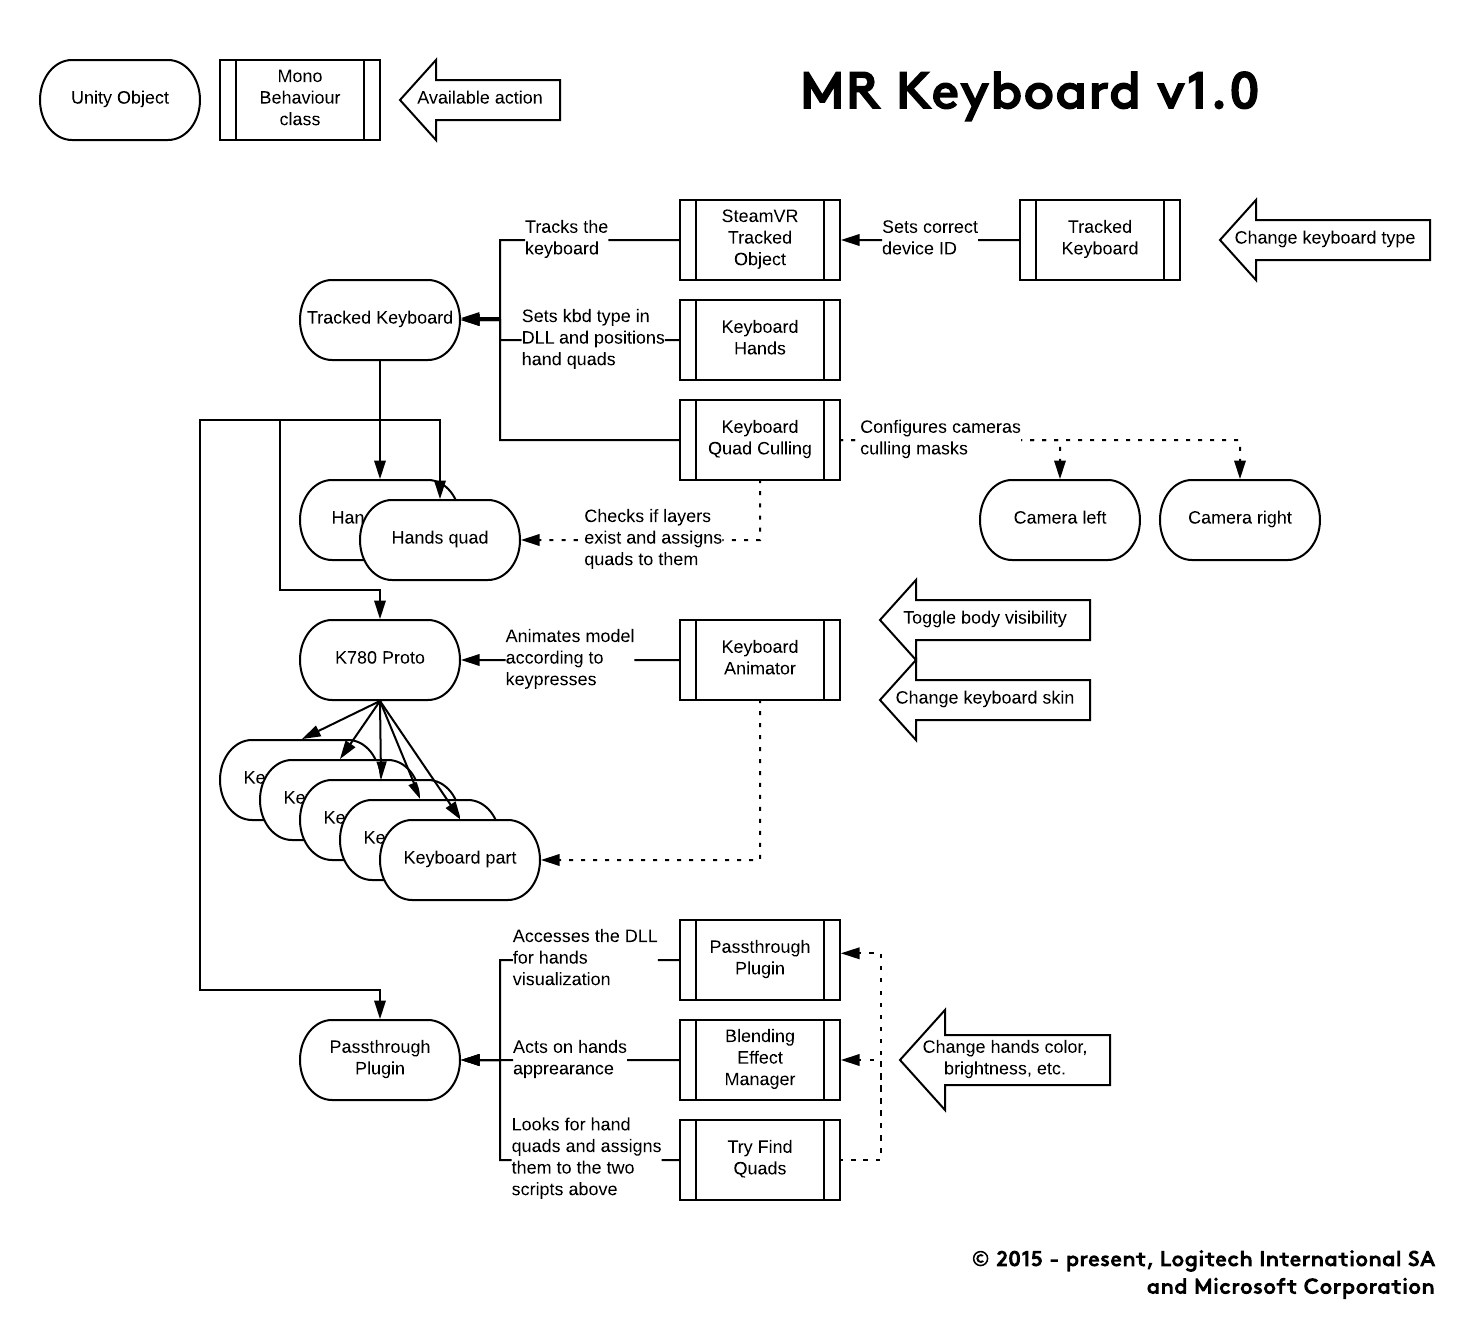 Unity Object
Mono
Behaviour
class
Available action
MR Keyboard v1.0
Tracks the
keyboard
SteamVR
Tracked
Object
Sets correct
device ID
Tracked
Keyboard
Change keyboard type
Tracked Keyboard
Sets kbd type in
DLL and positions
hand quads
Keyboard
Hands
Keyboard
Quad Culling
Configures cameras
culling masks
Han
Hands quad
Checks if layers
exist and assigns
quads to them
Camera left
Camera right
K780 Proto
Animates model
according to
keypresses
Keyboard
Animator
Toggle body visibility
Change keyboard skin
Ke
Ke
Ke
Ke
Keyboard part
Accesses the DLL
for hands
visualization
Passthrough
Plugin
Passthrough
Plugin
Acts on hands
apprearance
Blending
Effect
Manager
Change hands color,
brightness, etc.
Looks for hand
quads and assigns
them to the two
scripts above
Try Find
Quads
© 2015 - present, Logitech International SA
and Microsoft Corporation